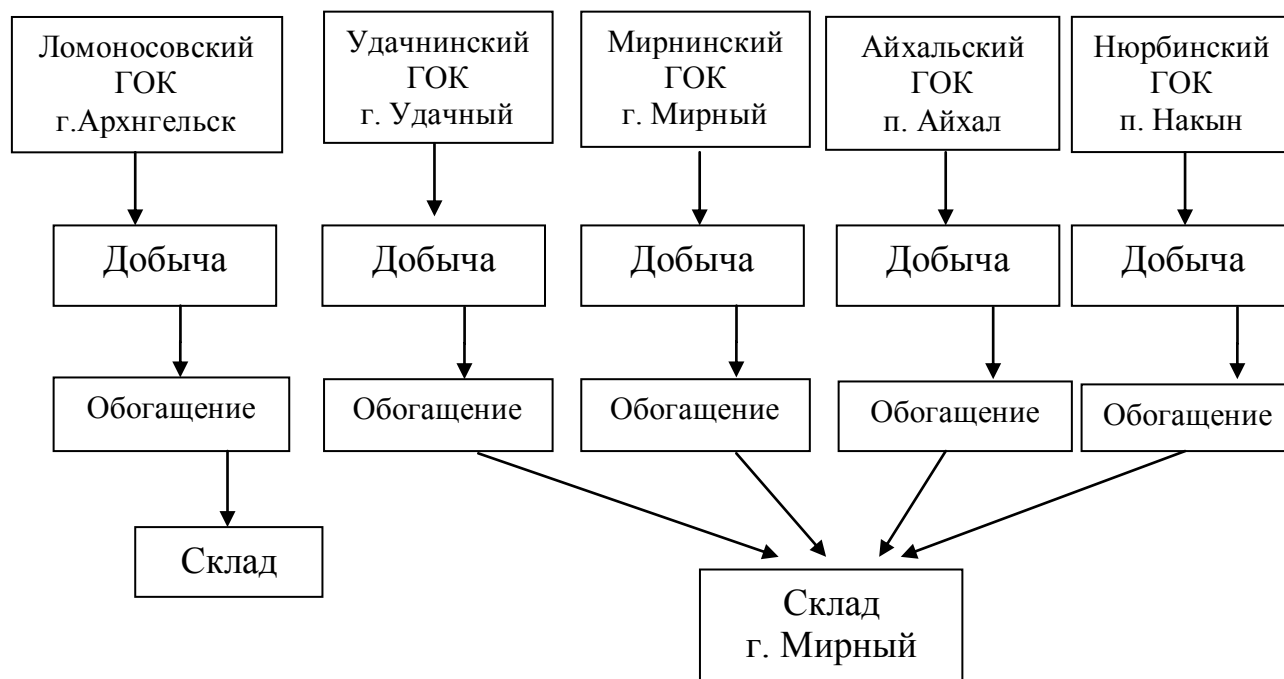 Ломоносовский
ГОК
г.Архнгельск
Удачнинский
ГОК
г. Удачный
Мирнинский
ГОК
г. Мирный
Айхальский
ГОК
п. Айхал
Нюрбинский
ГОК
п. Накын
Добыча
Добыча
Добыча
Добыча
Добыча
Обогащение
Обогащение
Обогащение
Обогащение
Обогащение
Склад
Склад
г. Мирный